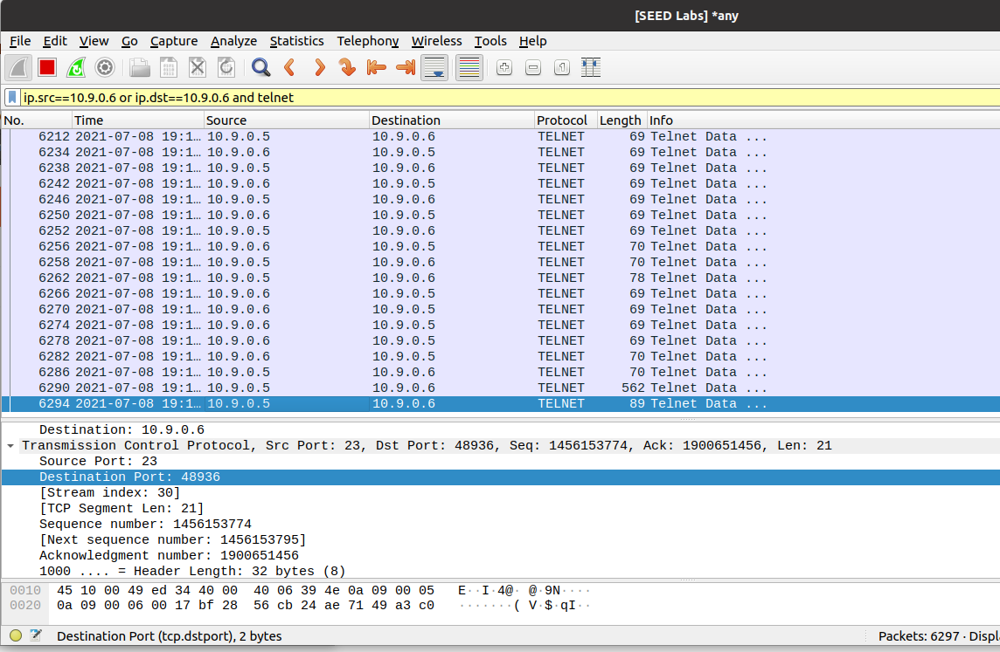 [SEED Labs] *any
File Edit View Go Capture Analyze Statistics Telephony Wireless Tools Help
ip.src==10.9.0.6 or ip.dst==10.9.0.6 and telnet
No. Time Source Destination Protocol Length Info
6212 2021-07-08 19:1… 10.9.0.5 10.9.0.6 TELNET 69 Telnet Data ...
6234 2021-07-08 19:1… 10.9.0.6 10.9.0.5 TELNET 69 Telnet Data ...
6238 2021-07-08 19:1… 10.9.0.5 10.9.0.6 TELNET 69 Telnet Data ...
6242 2021-07-08 19:1… 10.9.0.6 10.9.0.5 TELNET 69 Telnet Data ...
6246 2021-07-08 19:1… 10.9.0.5 10.9.0.6 TELNET 69 Telnet Data ...
6250 2021-07-08 19:1… 10.9.0.6 10.9.0.5 TELNET 69 Telnet Data ...
6252 2021-07-08 19:1… 10.9.0.5 10.9.0.6 TELNET 69 Telnet Data ...
6256 2021-07-08 19:1… 10.9.0.6 10.9.0.5 TELNET 70 Telnet Data ...
6258 2021-07-08 19:1… 10.9.0.5 10.9.0.6 TELNET 70 Telnet Data ...
6262 2021-07-08 19:1… 10.9.0.5 10.9.0.6 TELNET 78 Telnet Data ...
6266 2021-07-08 19:1… 10.9.0.6 10.9.0.5 TELNET 69 Telnet Data ...
6270 2021-07-08 19:1… 10.9.0.6 10.9.0.5 TELNET 69 Telnet Data ...
6274 2021-07-08 19:1… 10.9.0.6 10.9.0.5 TELNET 69 Telnet Data ...
6278 2021-07-08 19:1… 10.9.0.6 10.9.0.5 TELNET 69 Telnet Data ...
6282 2021-07-08 19:1… 10.9.0.6 10.9.0.5 TELNET 70 Telnet Data ...
6286 2021-07-08 19:1… 10.9.0.5 10.9.0.6 TELNET 70 Telnet Data ...
6290 2021-07-08 19:1… 10.9.0.5 10.9.0.6 TELNET 562 Telnet Data ...
6294 2021-07-08 19:1… 10.9.0.5 10.9.0.6 TELNET 89 Telnet Data ...
Destination: 10.9.0.6
Transmission Control Protocol, Src Port: 23, Dst Port: 48936, Seq: 1456153774, Ack: 1900651456, Len: 21
Source Port: 23
Destination Port: 48936
[Stream index: 30]
[TCP Segment Len: 21]
Sequence number: 1456153774
[Next sequence number: 1456153795]
Acknowledgment number: 1900651456
1000 .... = Header Length: 32 bytes (8)
0010 45 10 00 49 ed 34 40 00 40 06 39 4e 0a 09 00 05 E··I·4@· @·9N····
0020 0a 09 00 06 00 17 bf 28 56 cb 24 ae 71 49 a3 c0 ·······( V·$·qI··
Destination Port (tcp.dstport), 2 bytes
Packets: 6297 · Displ